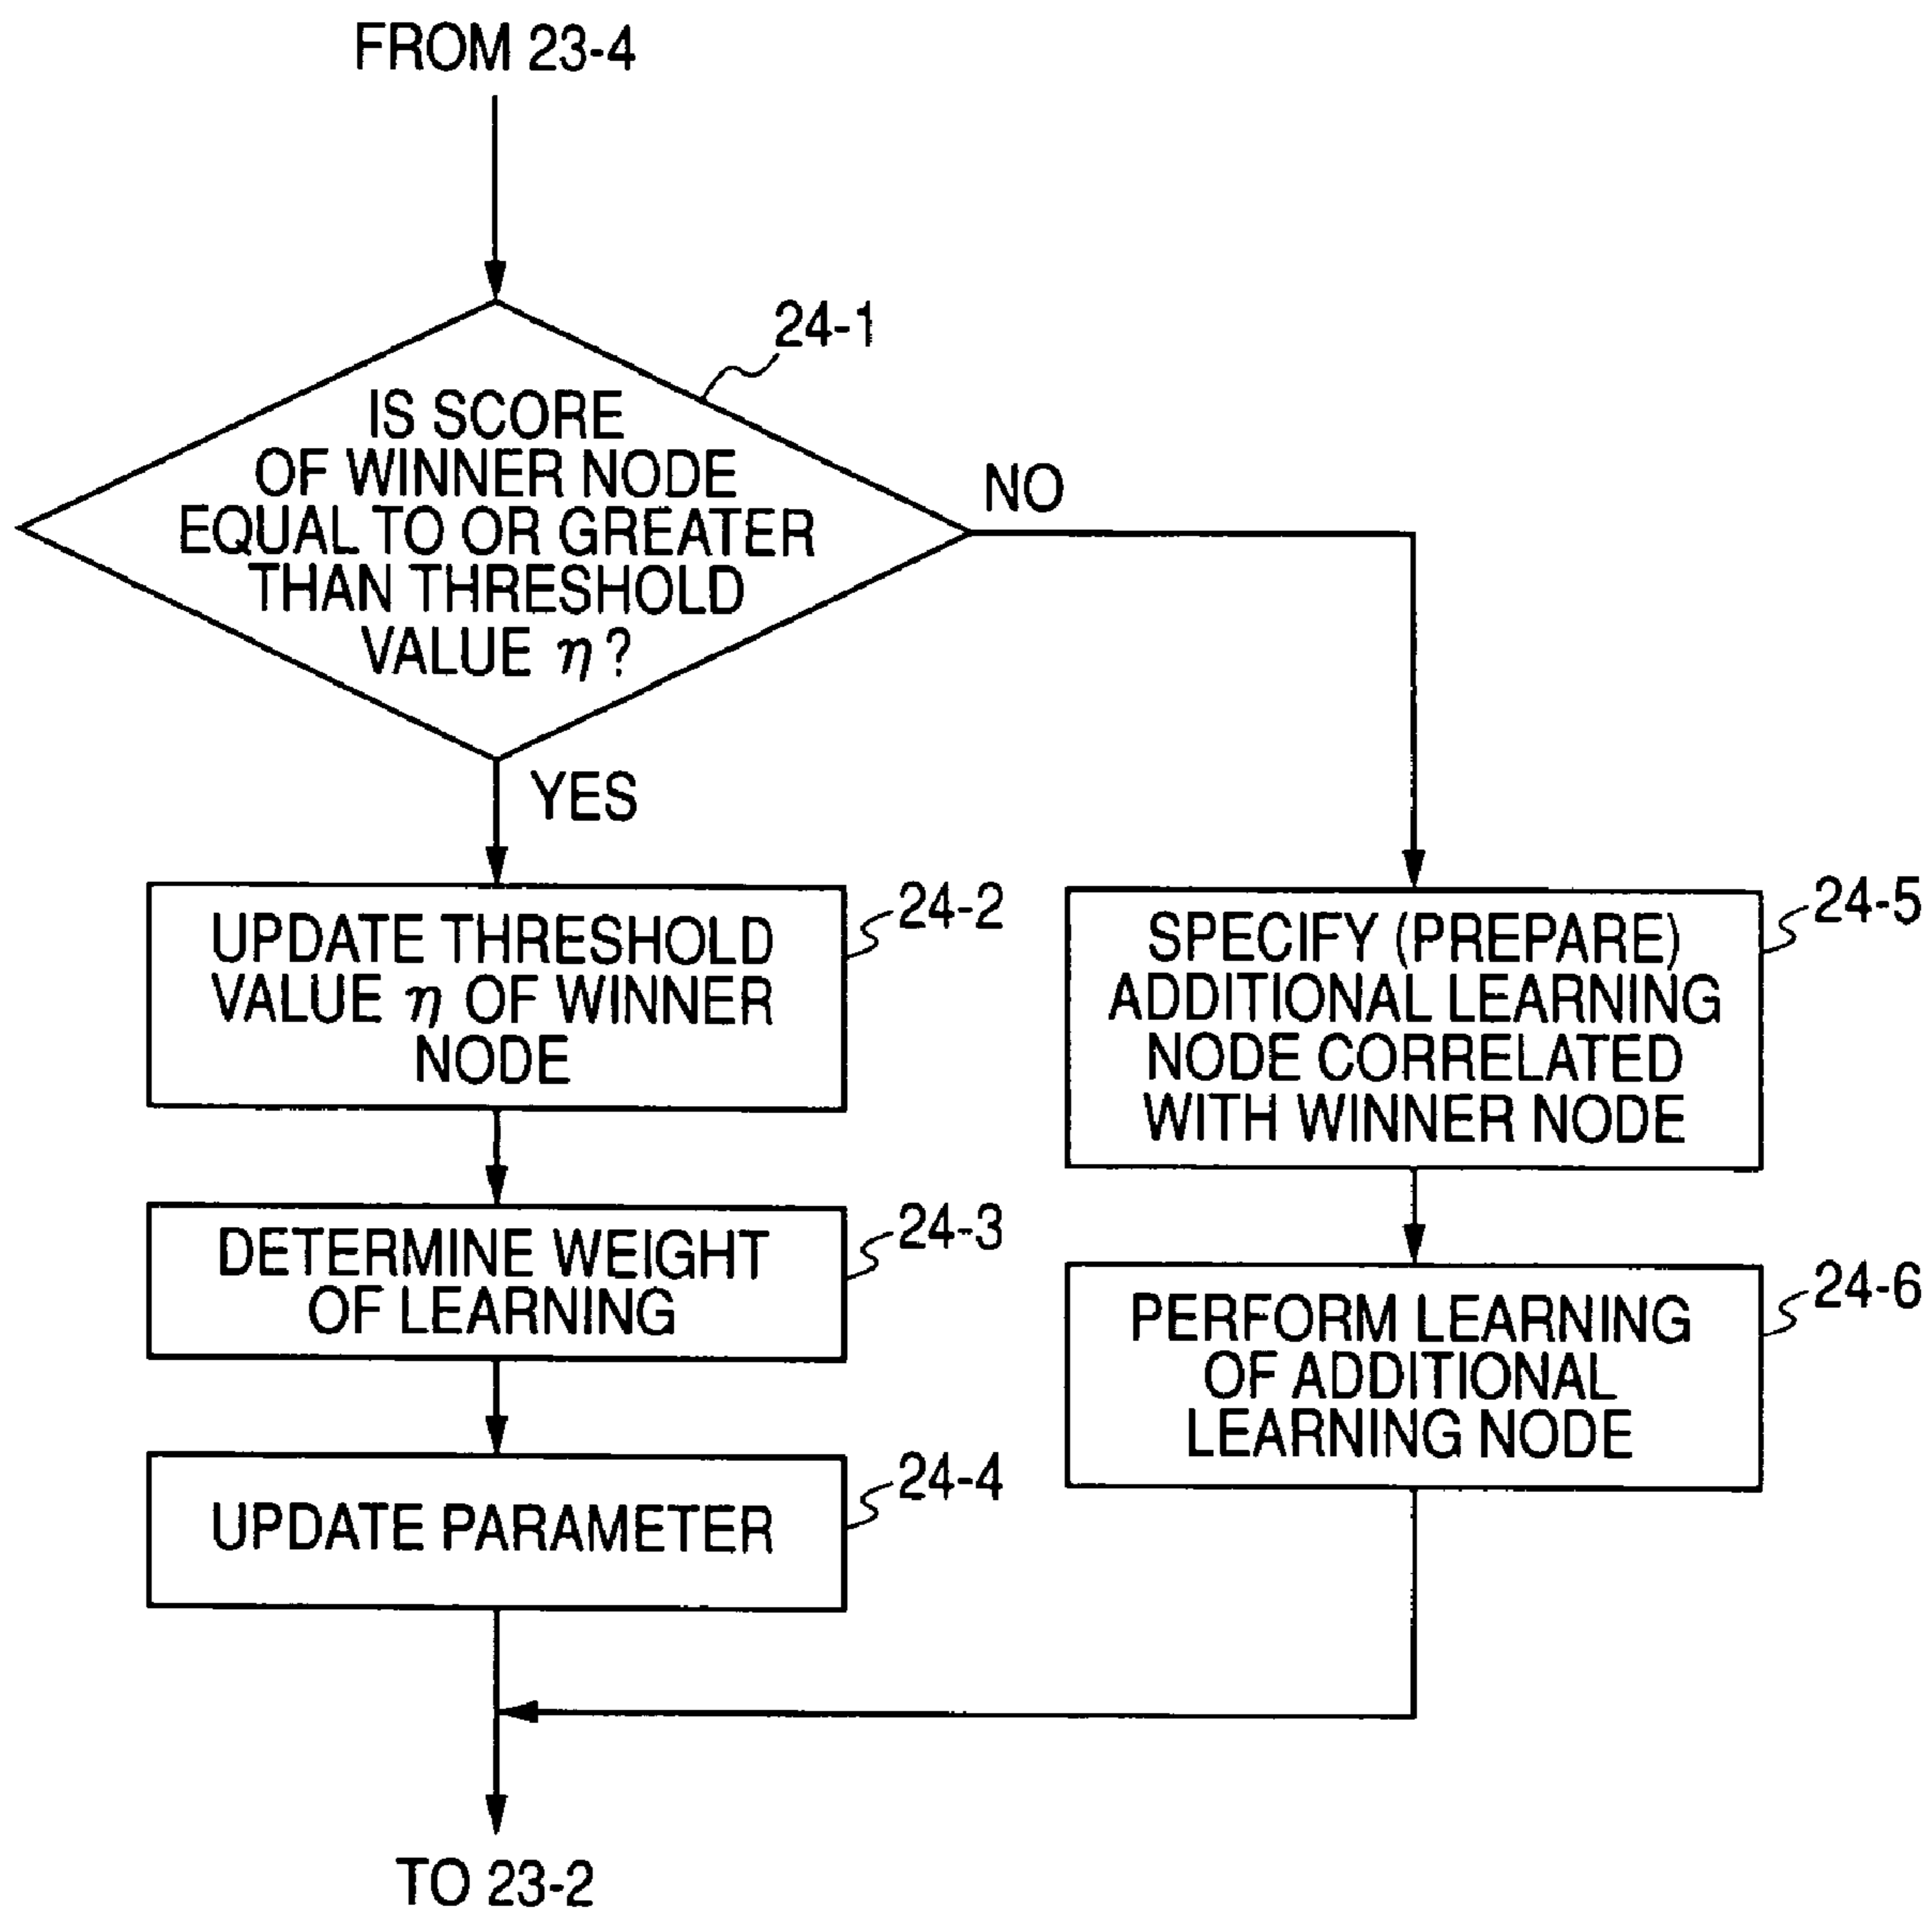 FROM 23-4
24-1
IS SCORE
OF WINNER NODE
EQUAL TO OR GREATER
THAN THRESHOLD
VALUE η?
NO
YES
UPDATE THRESHOLD
VALUE η OF WINNER
NODE
24-2
DETERMINE WEIGHT
OF LEARNING
24-3
UPDATE PARAMETER
24-4
SPECIFY (PREPARE)
ADDITIONAL LEARNING
NODE CORRELATED
WITH WINNER NODE
24-5
PERFORM LEARNING
OF ADDITIONAL
LEARNING NODE
24-6
TO 23-2